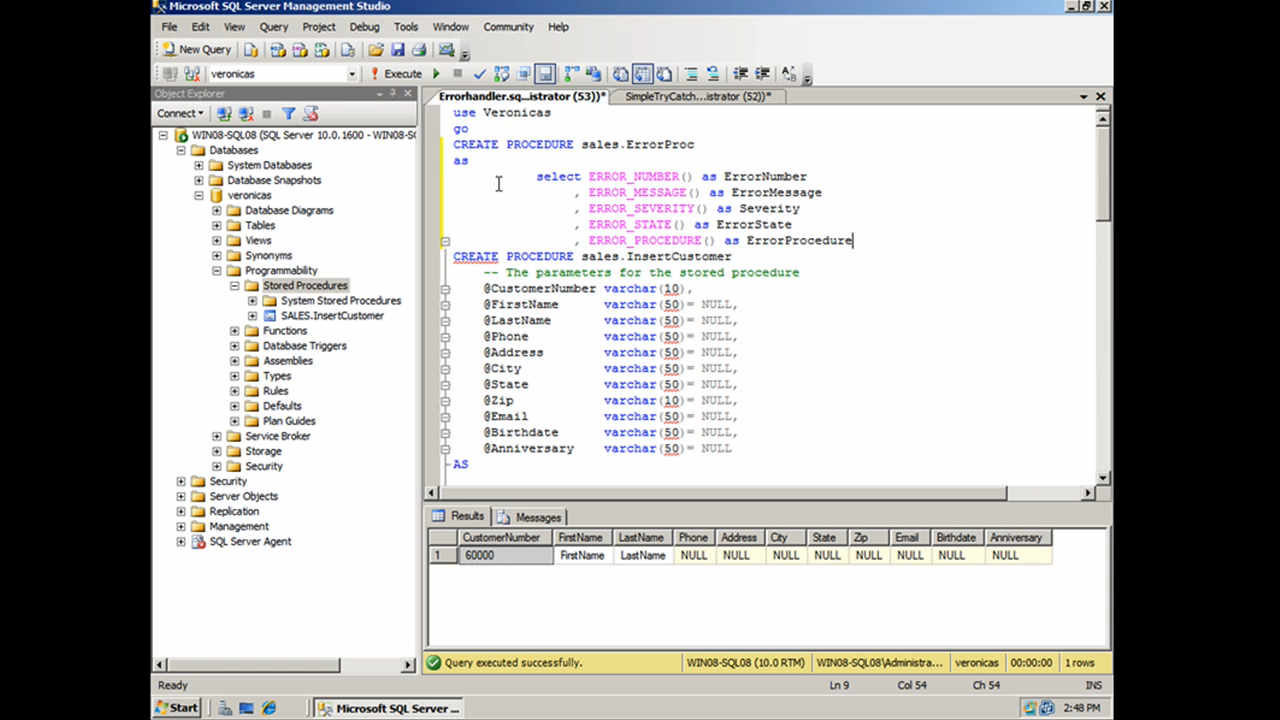 Microsoft SQL Server Management Studio
File Edit View Query Project Debug Tools Window Community Help
New Query
veronicas Execute
Object Explorer
Connect
WIN08-SQL08 (SQL Server 10.0.1600 - WIN08-SQ
Databases
System Databases
Database Snapshots
veronicas
Database Diagrams
Tables
Views
Synonyms
Programmability
Stored Procedures
System Stored Procedures
SALES.InsertCustomer
Functions
Database Triggers
Assemblies
Types
Rules
Defaults
Plan Guides
Service Broker
Storage
Security
Security
Server Objects
Replication
Management
SQL Server Agent
Errorhandler.sq...istrator (53))* SimpleTryCatch...istrator (52))*
use Veronicas
go
CREATE PROCEDURE sales.ErrorProc
as
select ERROR_NUMBER() as ErrorNumber
, ERROR_MESSAGE() as ErrorMessage
, ERROR_SEVERITY() as Severity
, ERROR_STATE() as ErrorState
, ERROR_PROCEDURE() as ErrorProcedure
CREATE PROCEDURE sales.InsertCustomer
-- The parameters for the stored procedure
@CustomerNumber varchar(10),
@FirstName varchar(50)= NULL,
@LastName varchar(50)= NULL,
@Phone varchar(50)= NULL,
@Address varchar(50)= NULL,
@City varchar(50)= NULL,
@State varchar(50)= NULL,
@Zip varchar(10)= NULL,
@Email varchar(50)= NULL,
@Birthdate varchar(50)= NULL,
@Anniversary varchar(50)= NULL
AS
Results Messages
CustomerNumber FirstName LastName Phone Address City State Zip Email Birthdate Anniversary
1 60000 FirstName LastName NULL NULL NULL NULL NULL NULL NULL NULL
Query executed successfully. WIN08-SQL08 (10.0 RTM) WIN08-SQL08\Administra... veronicas 00:00:00 1 rows
Ready Ln 9 Col 54 Ch 54 INS
Start Microsoft SQL Server ... 2:48 PM